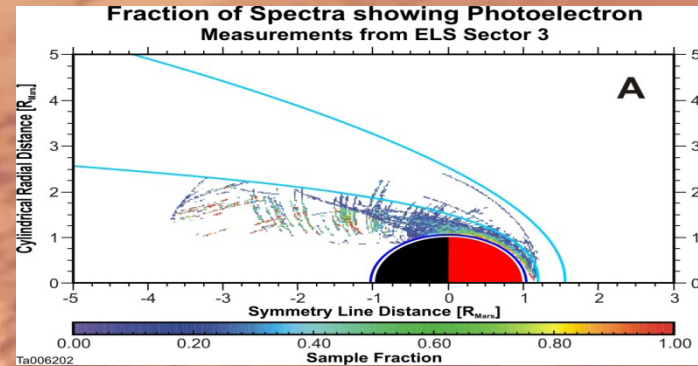 Fraction of Spectra showing Photoelectron
Measurements from ELS Sector 3
A
Cylindrical Radial Distance [R_Mars]
5 4 3 2 1 0
5 4 3 2 1 0
-5 -4 -3 -2 -1 0 1 2 3
Symmetry Line Distance [R_Mars]
0.00 0.20 0.40 0.60 0.80 1.00
Sample Fraction
Ta006202